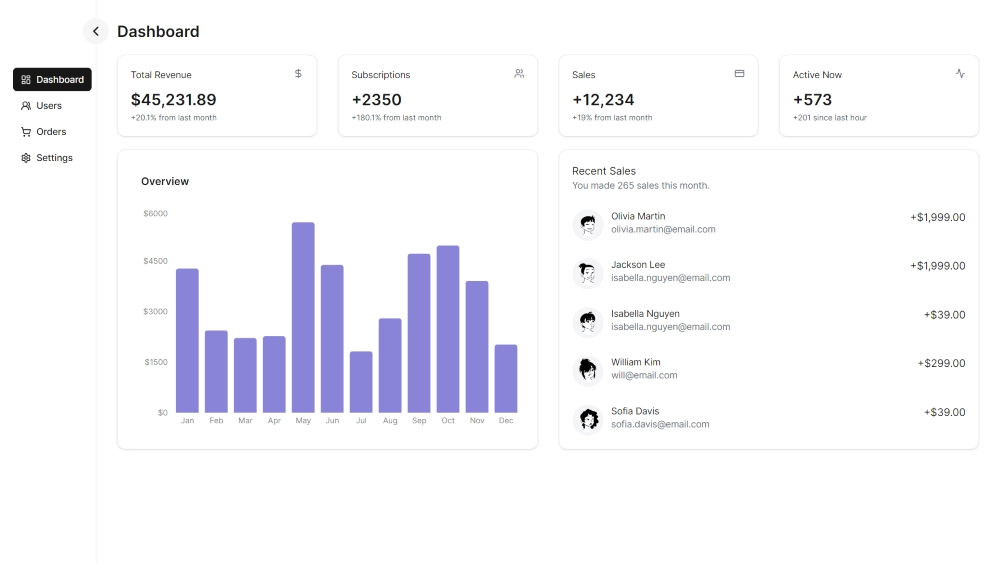 Dashboard
Dashboard
Users
Orders
Settings
Total Revenue
$45,231.89
+20.1% from last month
Subscriptions
+2350
+180.1% from last month
Sales
+12,234
+19% from last month
Active Now
+573
+201 since last hour
Overview
$6000
$4500
$3000
$1500
$0
Jan Feb Mar Apr May Jun Jul Aug Sep Oct Nov Dec
Recent Sales
You made 265 sales this month.
Olivia Martin
olivia.martin@email.com
+$1,999.00
Jackson Lee
isabella.nguyen@email.com
+$1,999.00
Isabella Nguyen
isabella.nguyen@email.com
+$39.00
William Kim
will@email.com
+$299.00
Sofia Davis
sofia.davis@email.com
+$39.00